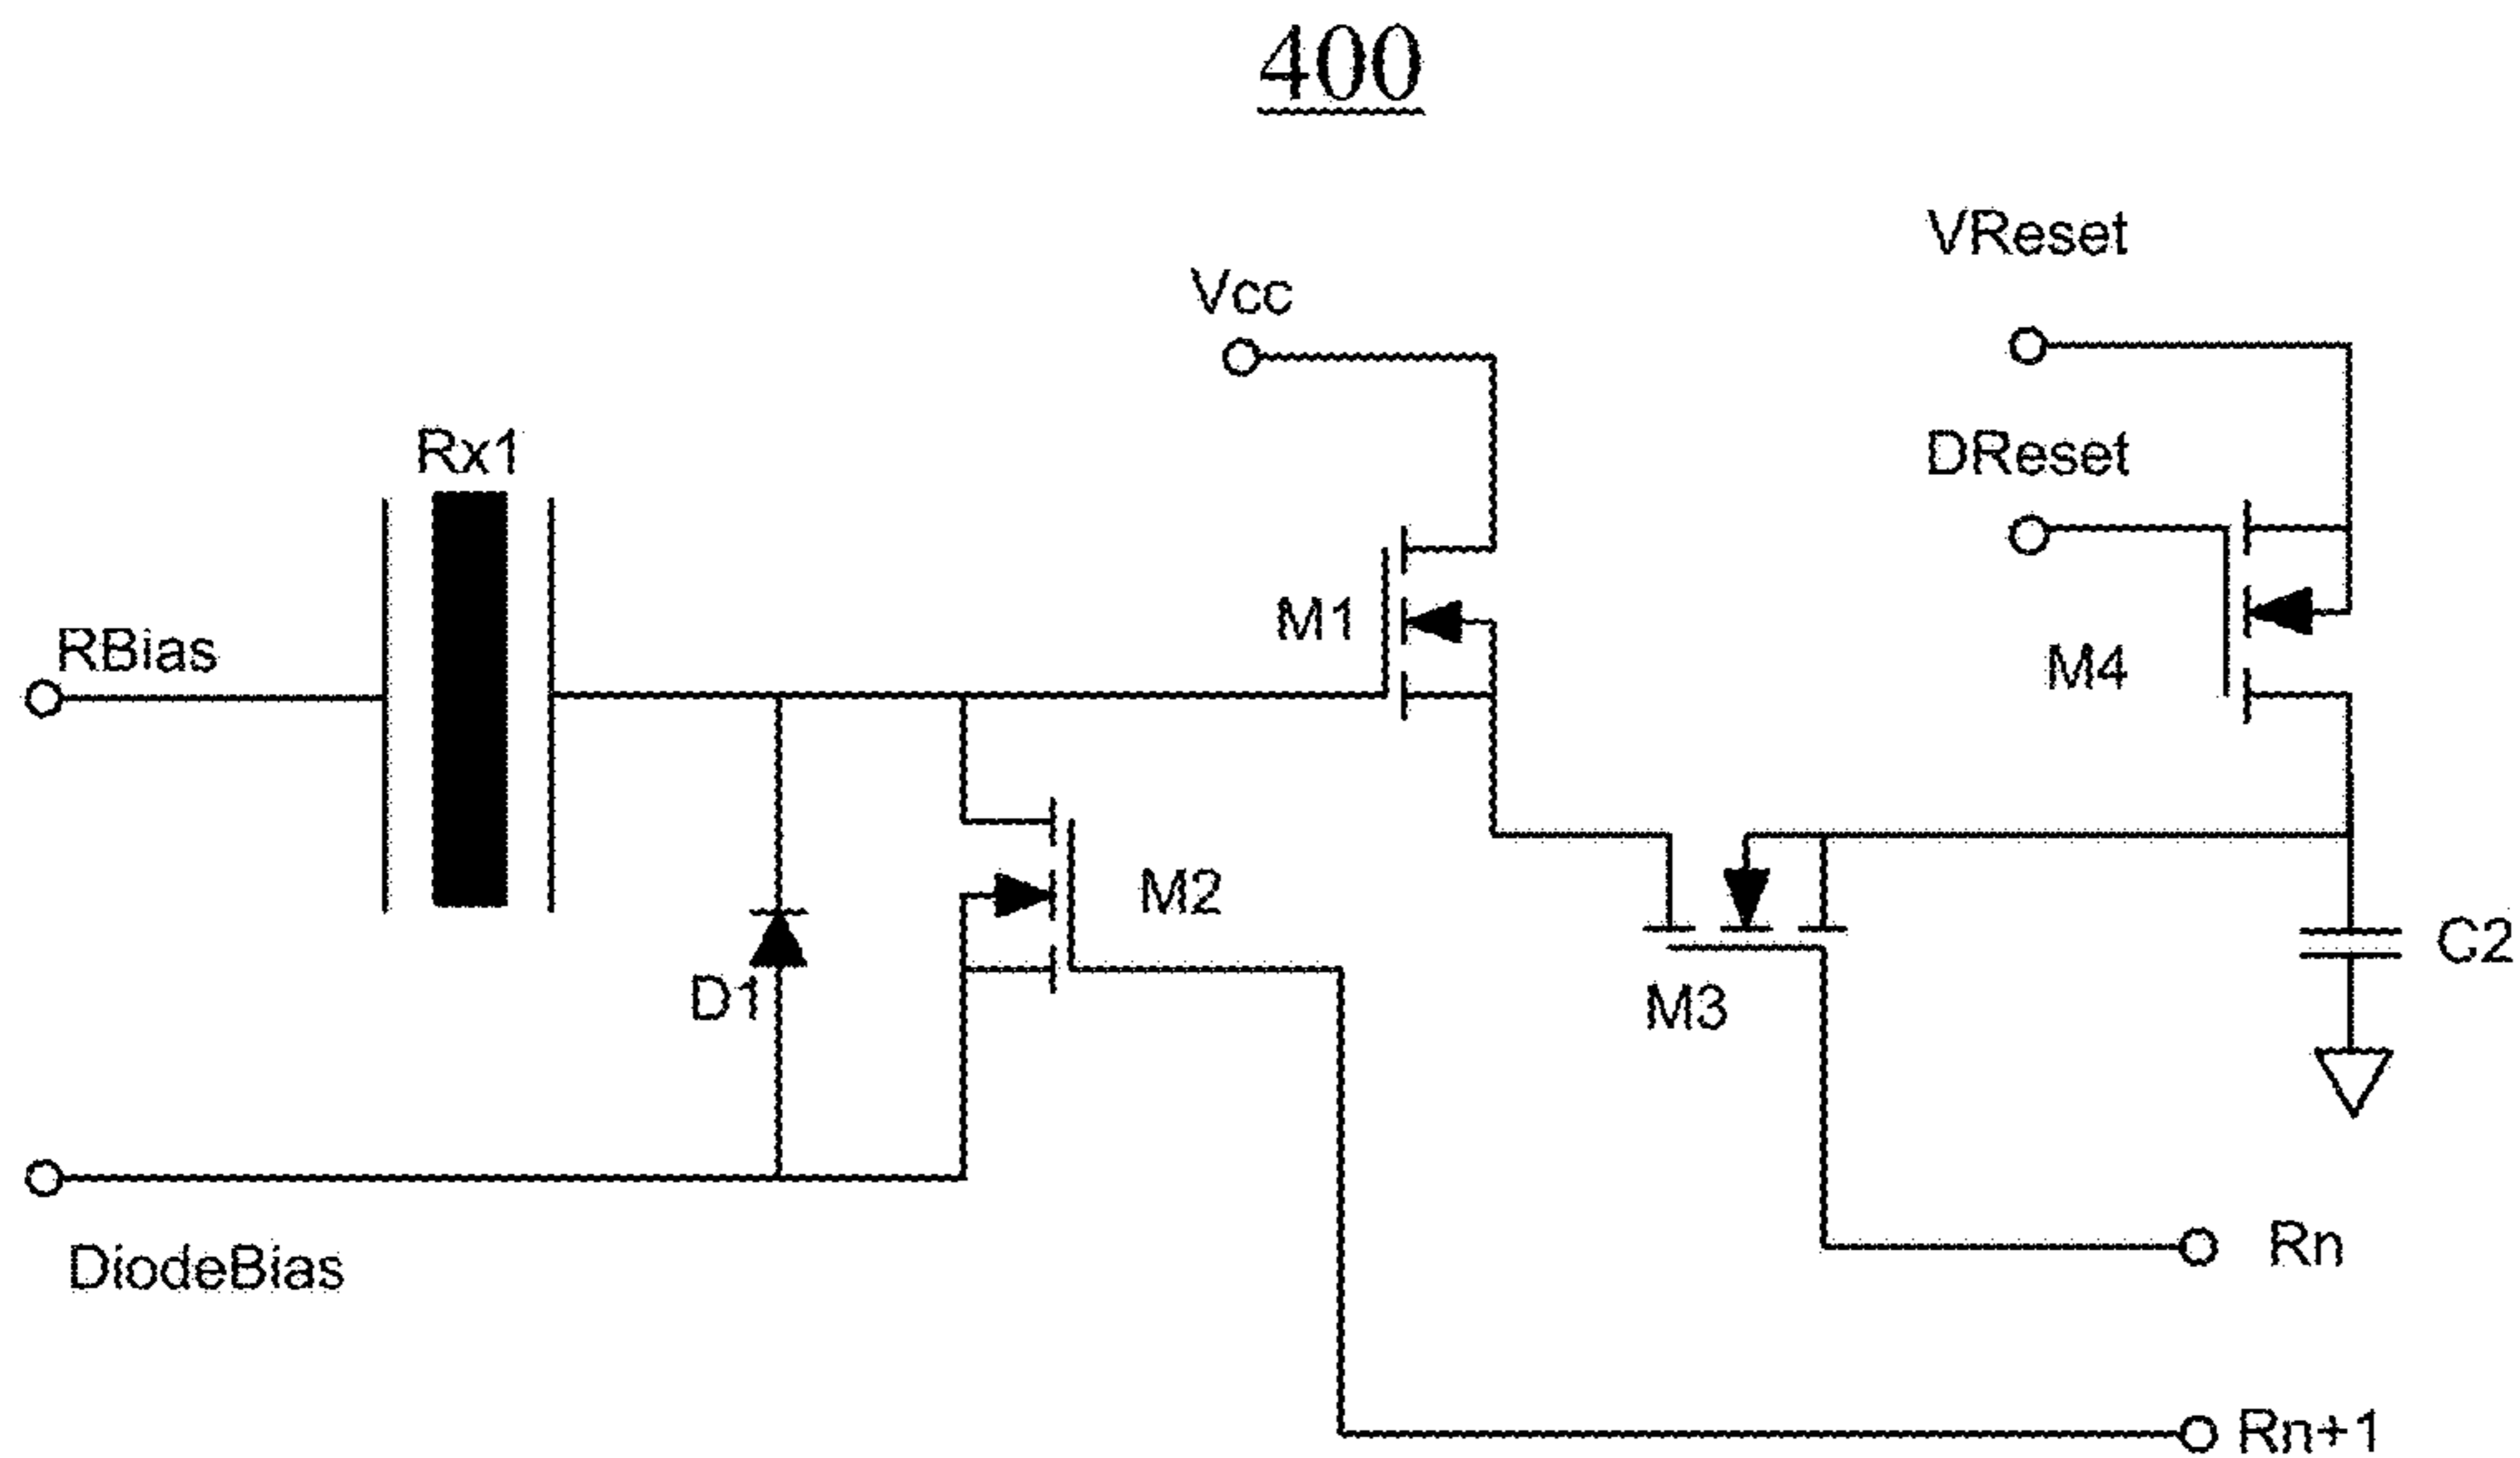 400
VReset
Vcc
DReset
Rx1
M1
RBias
M4
M2
C2
D1
M3
Rn
DiodeBias
Rn+1